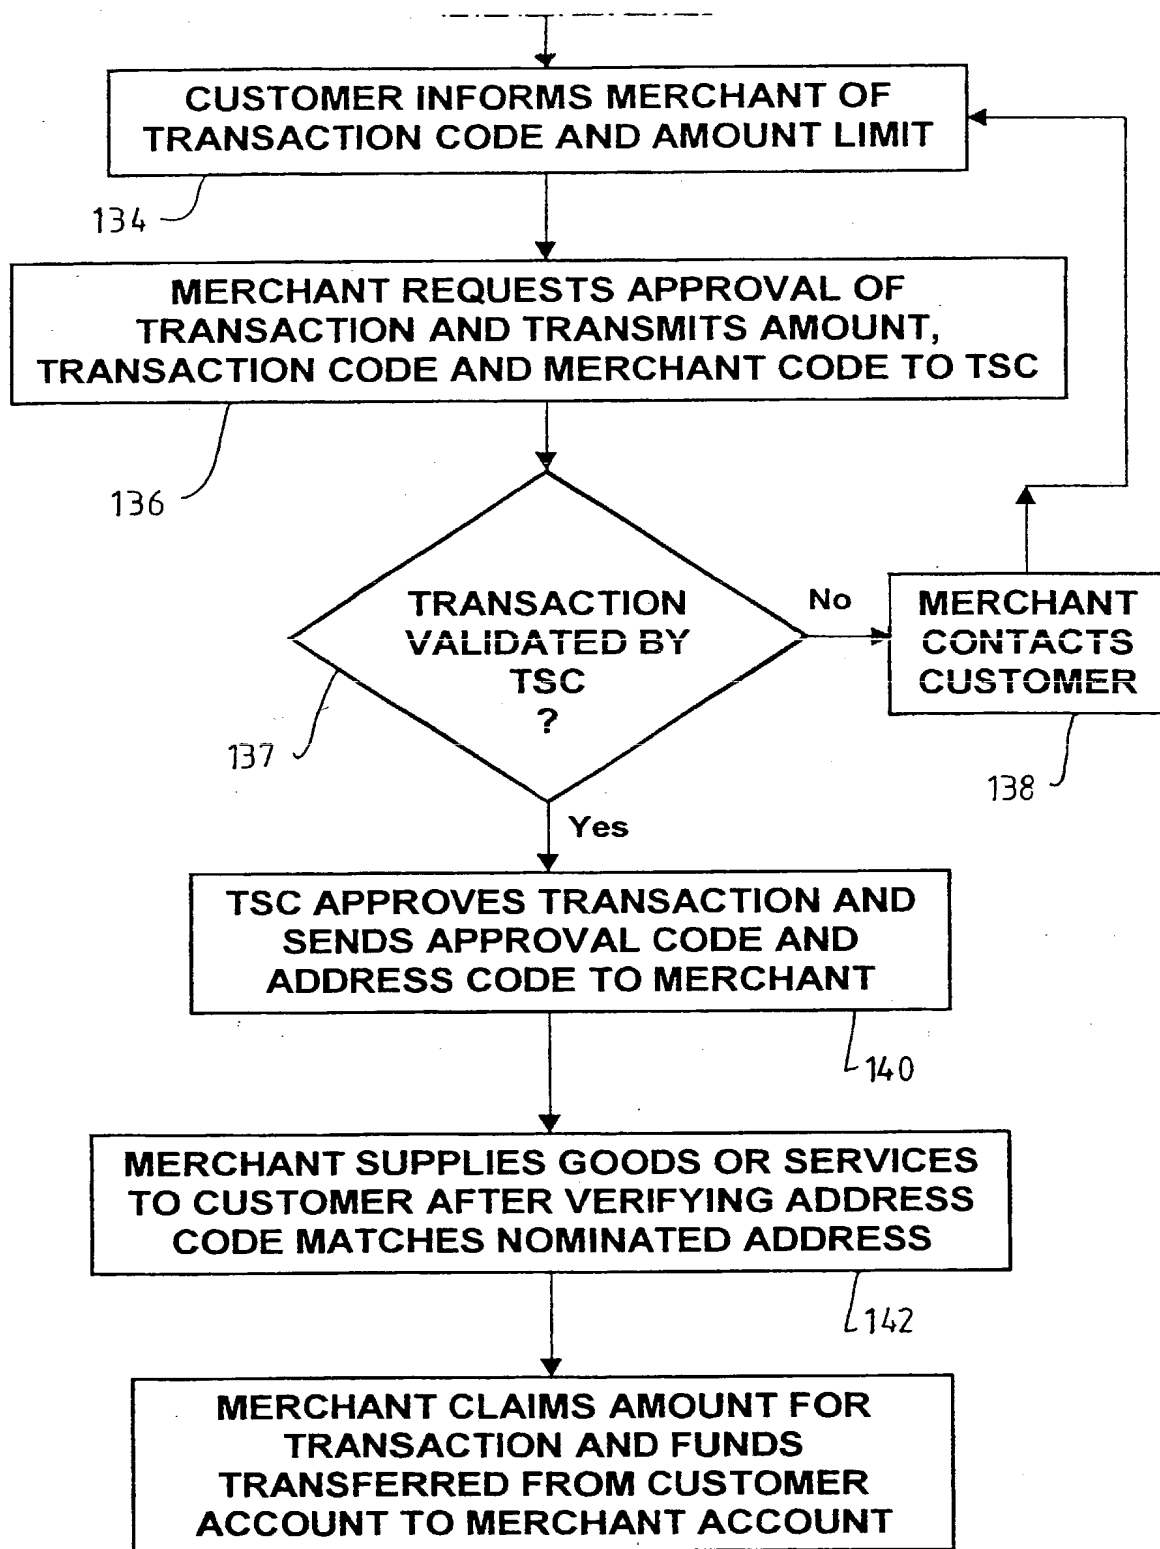 CUSTOMER INFORMS MERCHANT OF
TRANSACTION CODE AND AMOUNT LIMIT
134
MERCHANT REQUESTS APPROVAL OF
TRANSACTION AND TRANSMITS AMOUNT,
TRANSACTION CODE AND MERCHANT CODE TO TSC
136
TRANSACTION
VALIDATED BY
TSC
?
137
No
MERCHANT
CONTACTS
CUSTOMER
138
Yes
TSC APPROVES TRANSACTION AND
SENDS APPROVAL CODE AND
ADDRESS CODE TO MERCHANT
140
MERCHANT SUPPLIES GOODS OR SERVICES
TO CUSTOMER AFTER VERIFYING ADDRESS
CODE MATCHES NOMINATED ADDRESS
142
MERCHANT CLAIMS AMOUNT FOR
TRANSACTION AND FUNDS
TRANSFERRED FROM CUSTOMER
ACCOUNT TO MERCHANT ACCOUNT